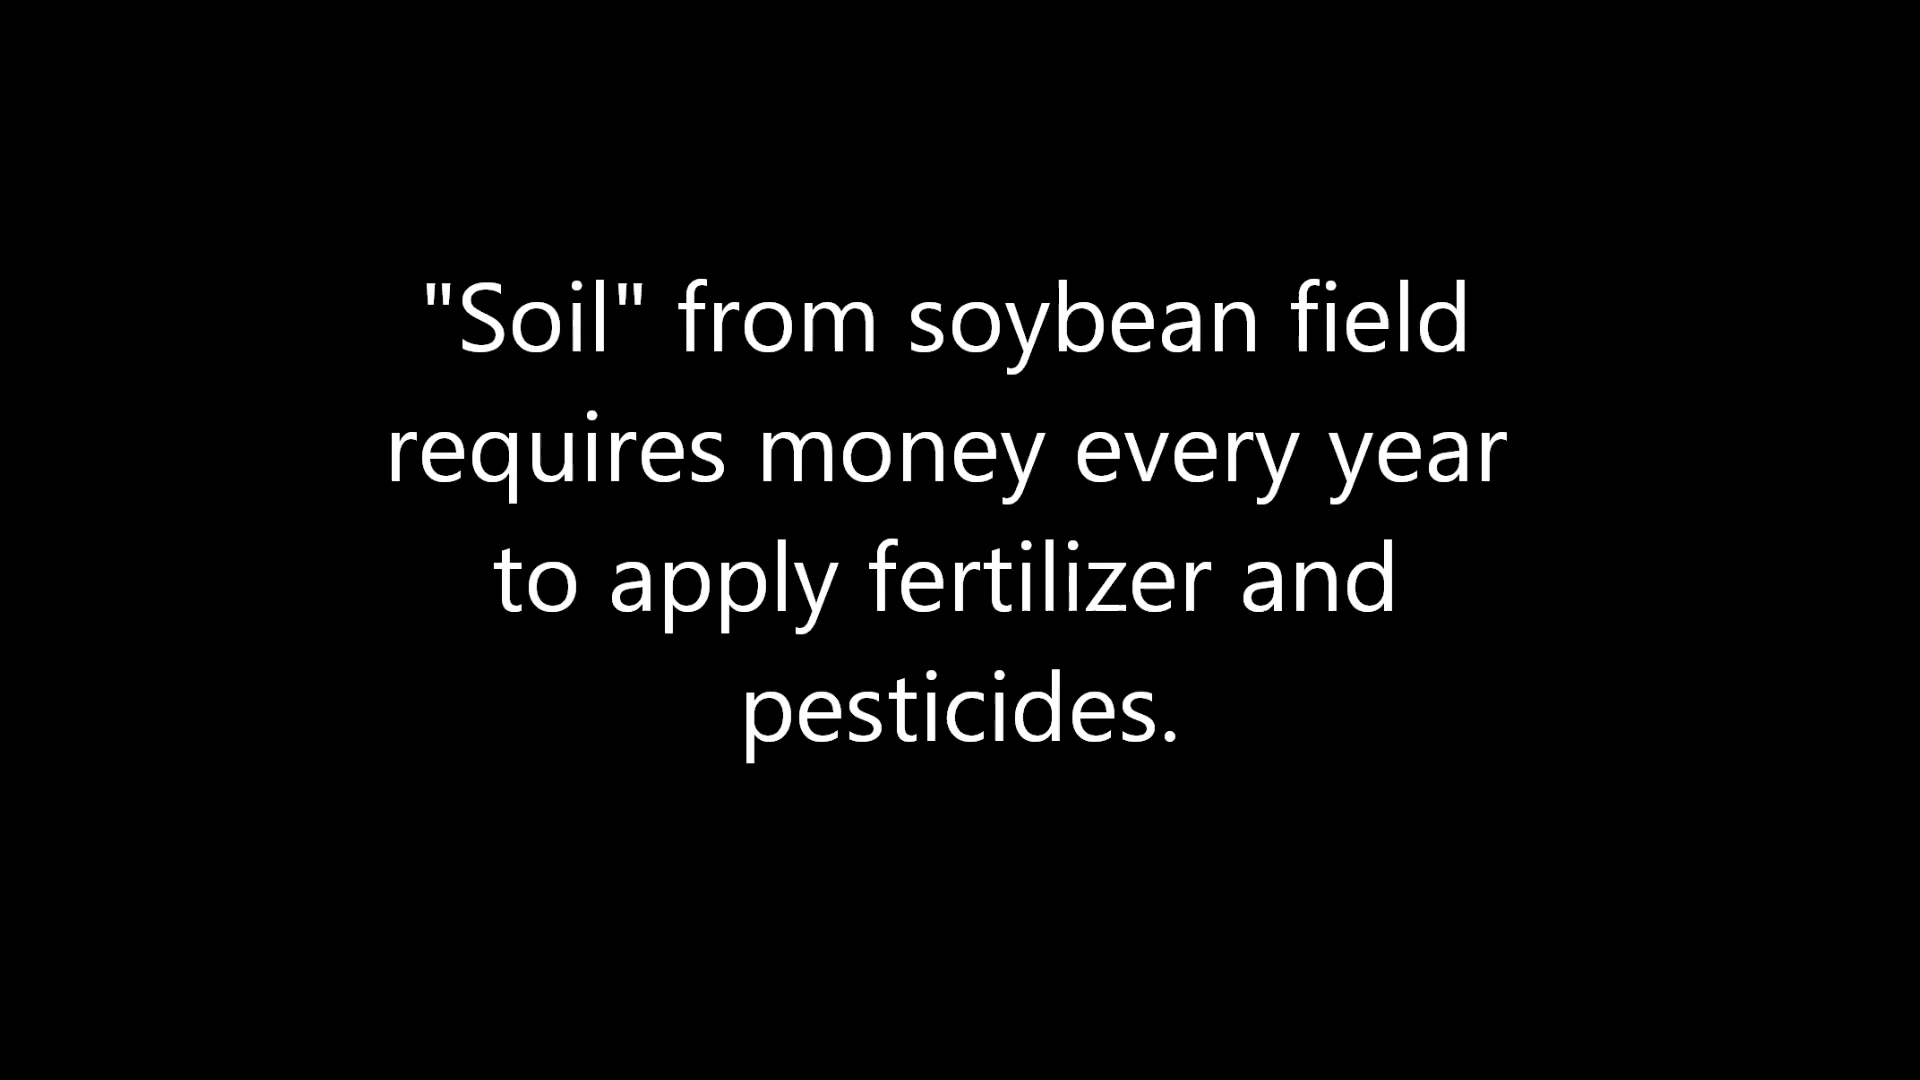 "Soil" from soybean field
requires money every year
to apply fertilizer and
pesticides.